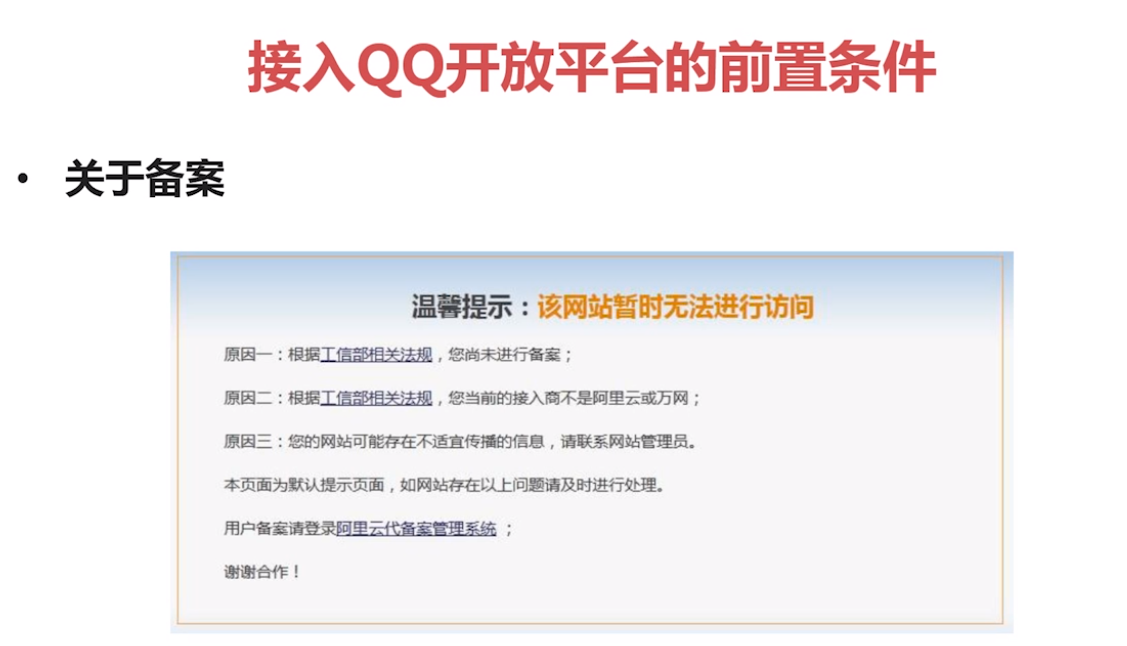 接入QQ开放平台的前置条件
• 关于备案
温馨提示：该网站暂时无法进行访问
原因一：根据工信部相关法规，您尚未进行备案；
原因二：根据工信部相关法规，您当前的接入商不是阿里云或万网；
原因三：您的网站可能存在不适宜传播的信息，请联系网站管理员。
本页面为默认提示页面，如网站存在以上问题请及时进行处理。
用户备案请登录阿里云代备案管理系统 ；
谢谢合作！